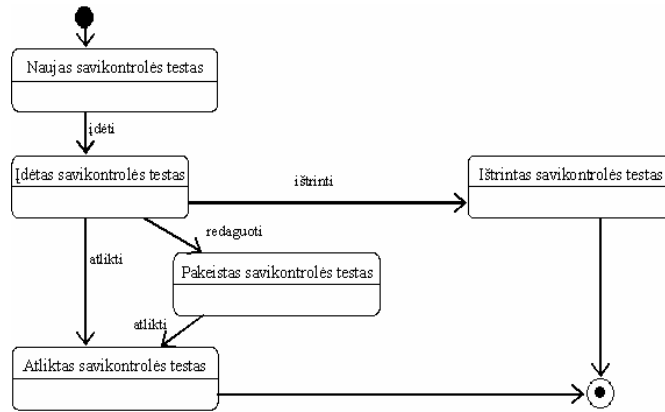 Naujas savikontrolės testas
įdėti
Įdėtas savikontrolės testas
ištrinti
Ištrintas savikontrolės testas
redaguoti
atlikti
Pakeistas savikontrolės testas
atlikti
Atliktas savikontrolės testas